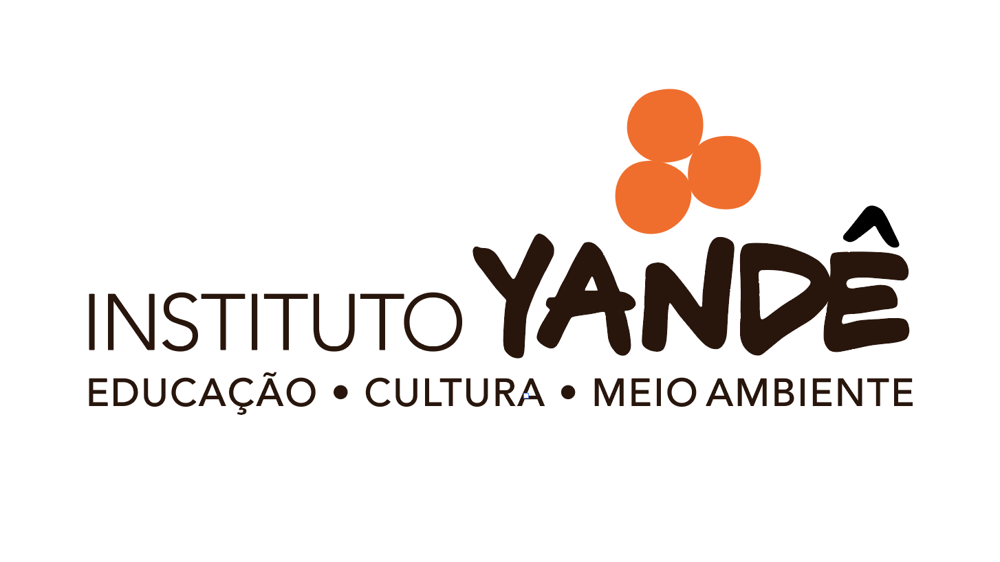 INSTITUTO YANDÊ
EDUCAÇÃO • CULTURA • MEIO AMBIENTE